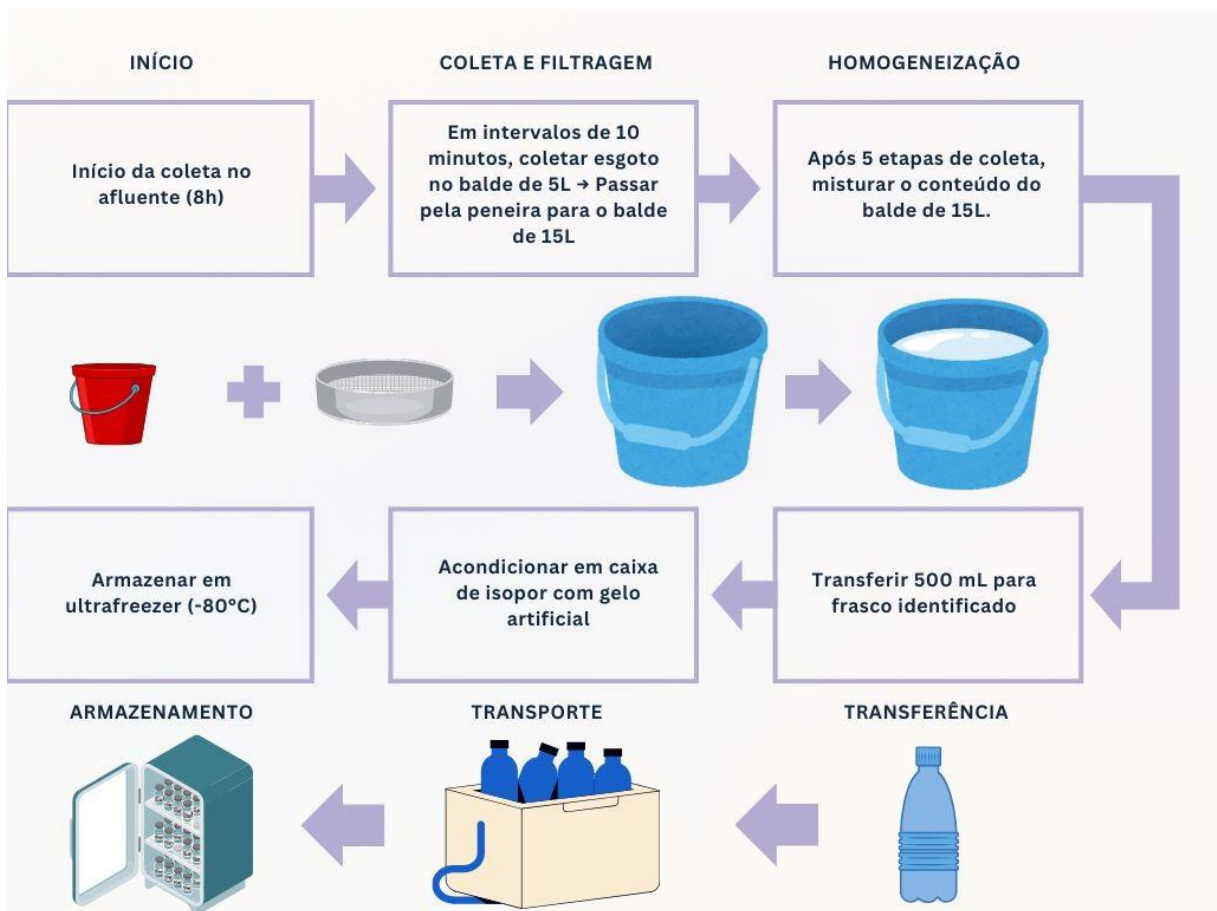 INÍCIO
COLETA E FILTRAGEM
HOMOGENEIZAÇÃO
Início da coleta no
afluente (8h)
Em intervalos de 10
minutos, coletar esgoto
no balde de 5L → Passar
pela peneira para o balde
de 15L
Após 5 etapas de coleta,
misturar o conteúdo do
balde de 15L.
Transferir 500 mL para
frasco identificado
Acondicionar em caixa
de isopor com gelo
artificial
Armazenar em
ultrafreezer (-80°C)
ARMAZENAMENTO
TRANSPORTE
TRANSFERÊNCIA